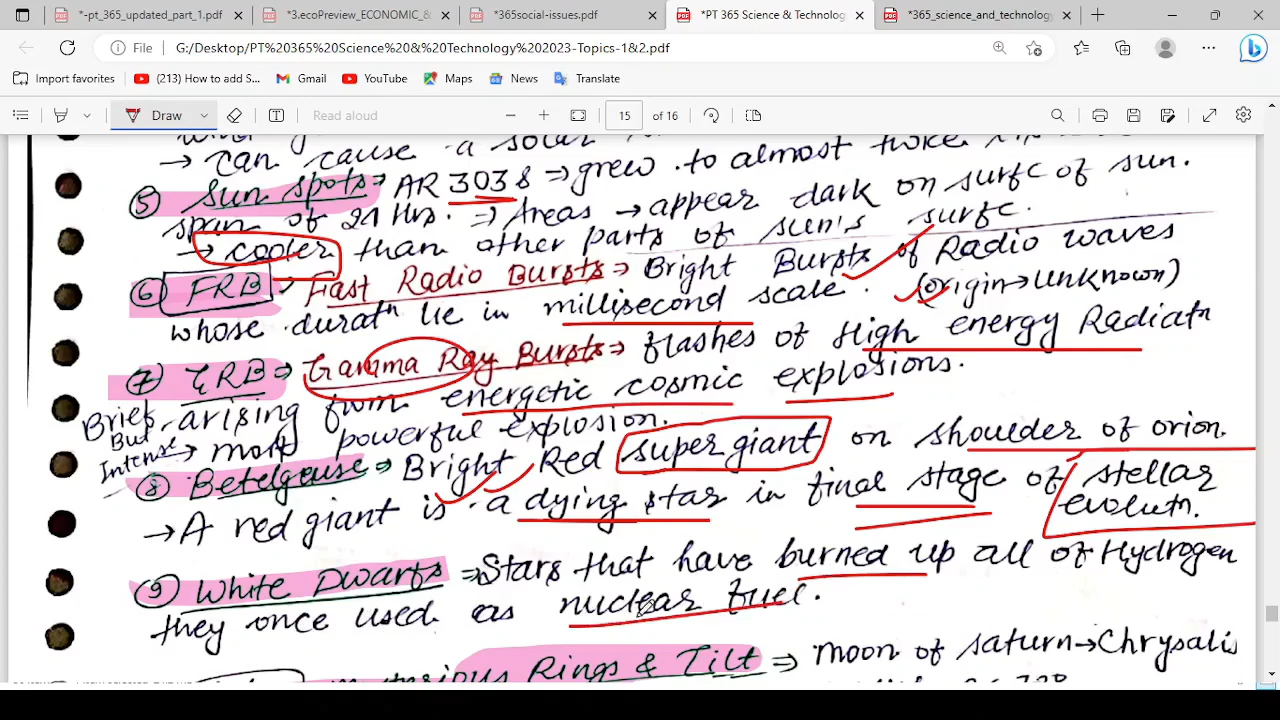 *-pt_365_updated_part_1.pdf
*3.ecoPreview_ECONOMIC_&
*365social-issues.pdf
*PT 365 Science & Technology
*365_science_and_technology
File G:/Desktop/PT%20365%20Science%20&%20Technology%202023-Topics-1&2.pdf
Import favorites (213) How to add S... Gmail YouTube Maps News Translate
Draw Read aloud 15 of 16
→ can cause a solar
⑤ Sun spots→ AR 3038 ⇒ grew to almost twice
span of 24 Hrs. ⇒ Areas → appear dark on surfc of sun.
→ cooler than other parts of sun's surfc.
⑥ FRB → Fast Radio Bursts ⇒ Bright Bursts of Radio waves
whose duratn lie in millisecond scale. (origin→unknown)
⑦ GRB ⇒ Gamma Ray Bursts ⇒ flashes of High energy Radiatn
arising from energetic cosmic explosions.
Brief But Intense → most powerful explosion.
⑧ Betelgeuse ⇒ Bright Red super giant on shoulder of orion.
→ A red giant is a dying star in final stage of stellar evolutn.
⑨ White Dwarfs ⇒ Stars that have burned up all of Hydrogen
they once used as nuclear fuel.
Rings & Tilt ⇒ moon of saturn → Chrysalis